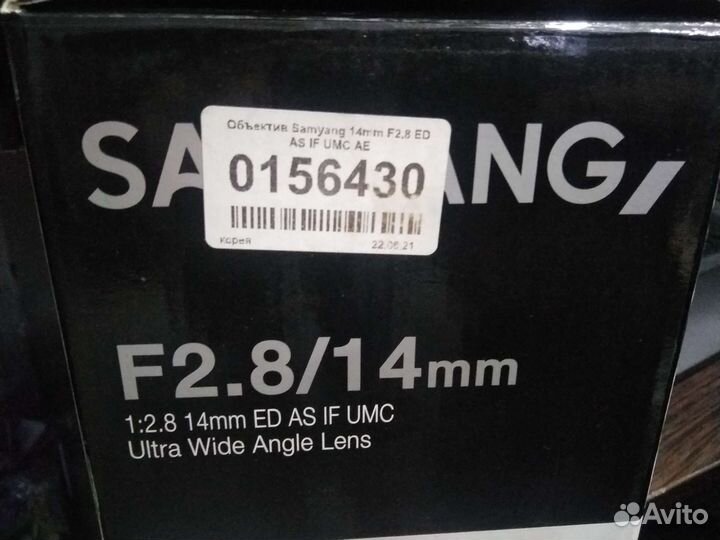 Объектив Samyang 14mm F2,8 ED
AS IF UMC AE
SA ANG
0156430
корея 22.06.21
F2.8/14mm
1:2.8 14mm ED AS IF UMC
Ultra Wide Angle Lens
Avito